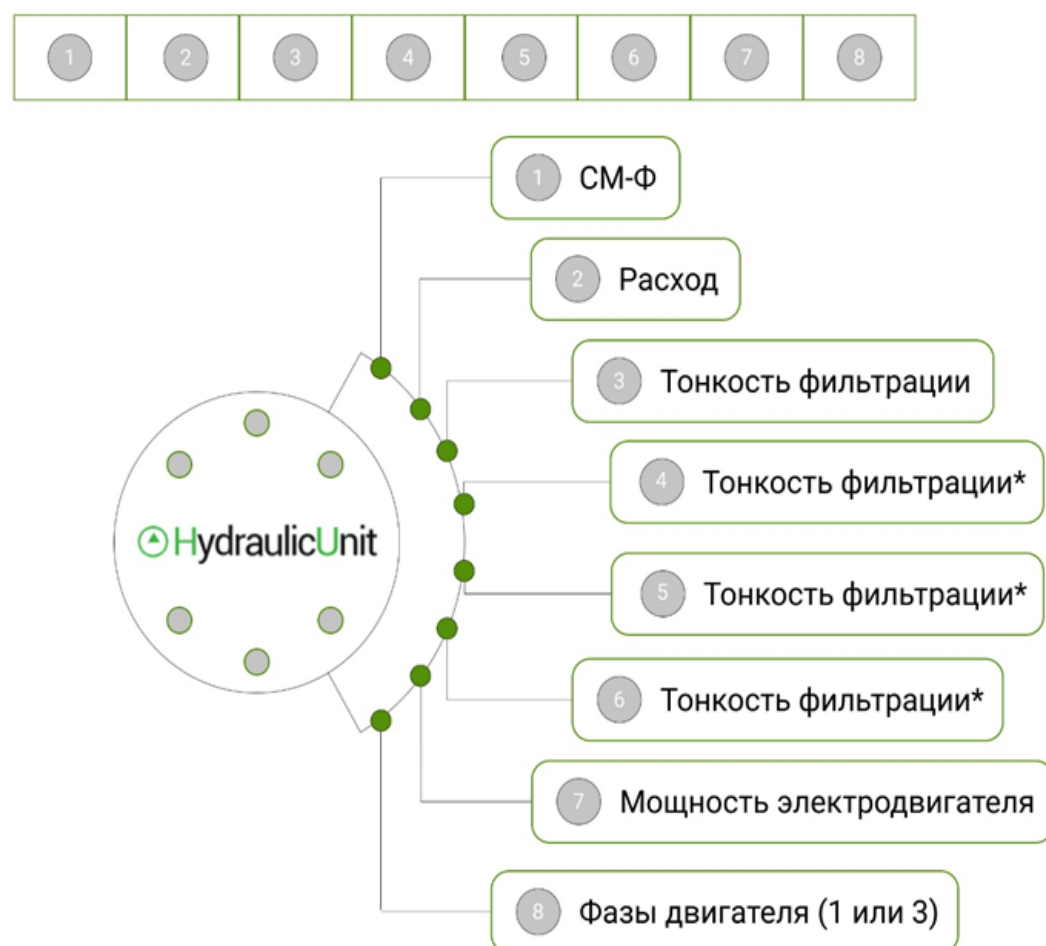 1 2 3 4 5 6 7 8
1 СМ-Ф
2 Расход
3 Тонкость фильтрации
4 Тонкость фильтрации*
HydraulicUnit
5 Тонкость фильтрации*
6 Тонкость фильтрации*
7 Мощность электродвигателя
8 Фазы двигателя (1 или 3)